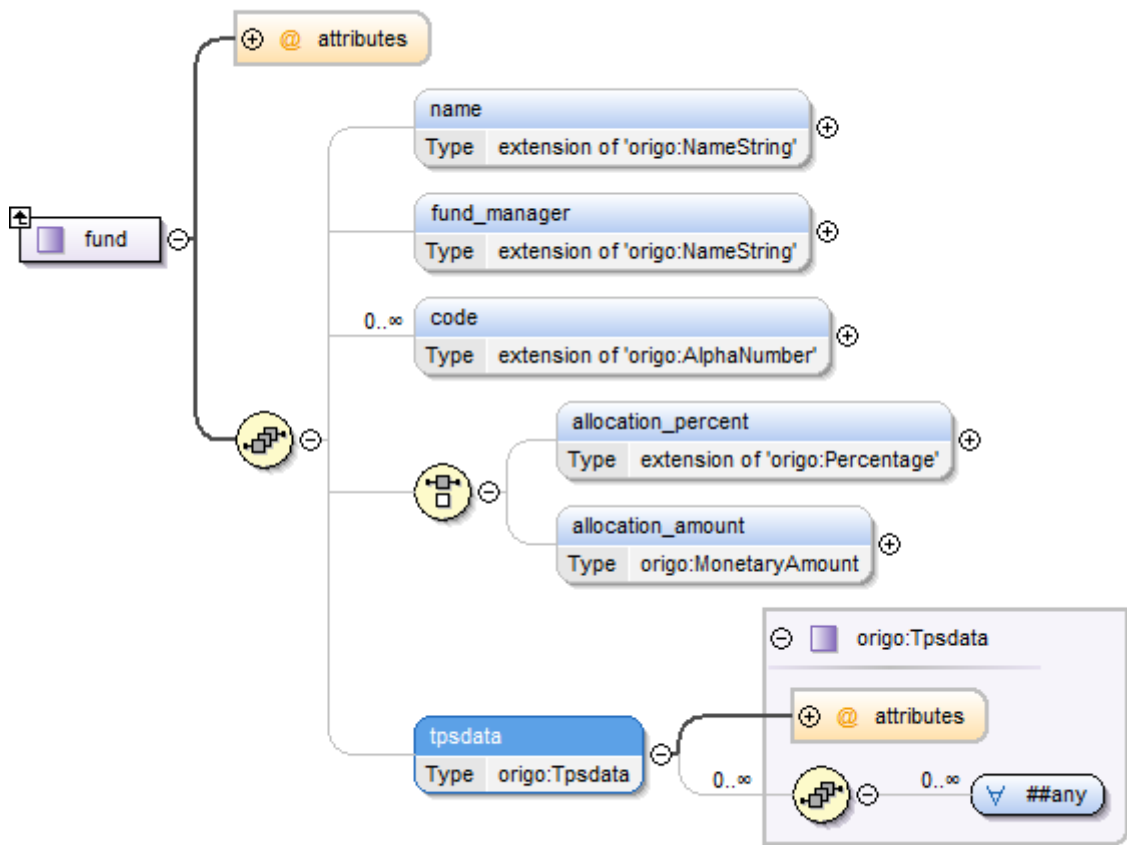 @ attributes
name
Type extension of 'origo:NameString'
fund
fund_manager
Type extension of 'origo:NameString'
0..∞
code
Type extension of 'origo:AlphaNumber'
allocation_percent
Type extension of 'origo:Percentage'
allocation_amount
Type origo:MonetaryAmount
origo:Tpsdata
@ attributes
tpsdata
Type origo:Tpsdata
0..∞
0..∞
∀ ##any